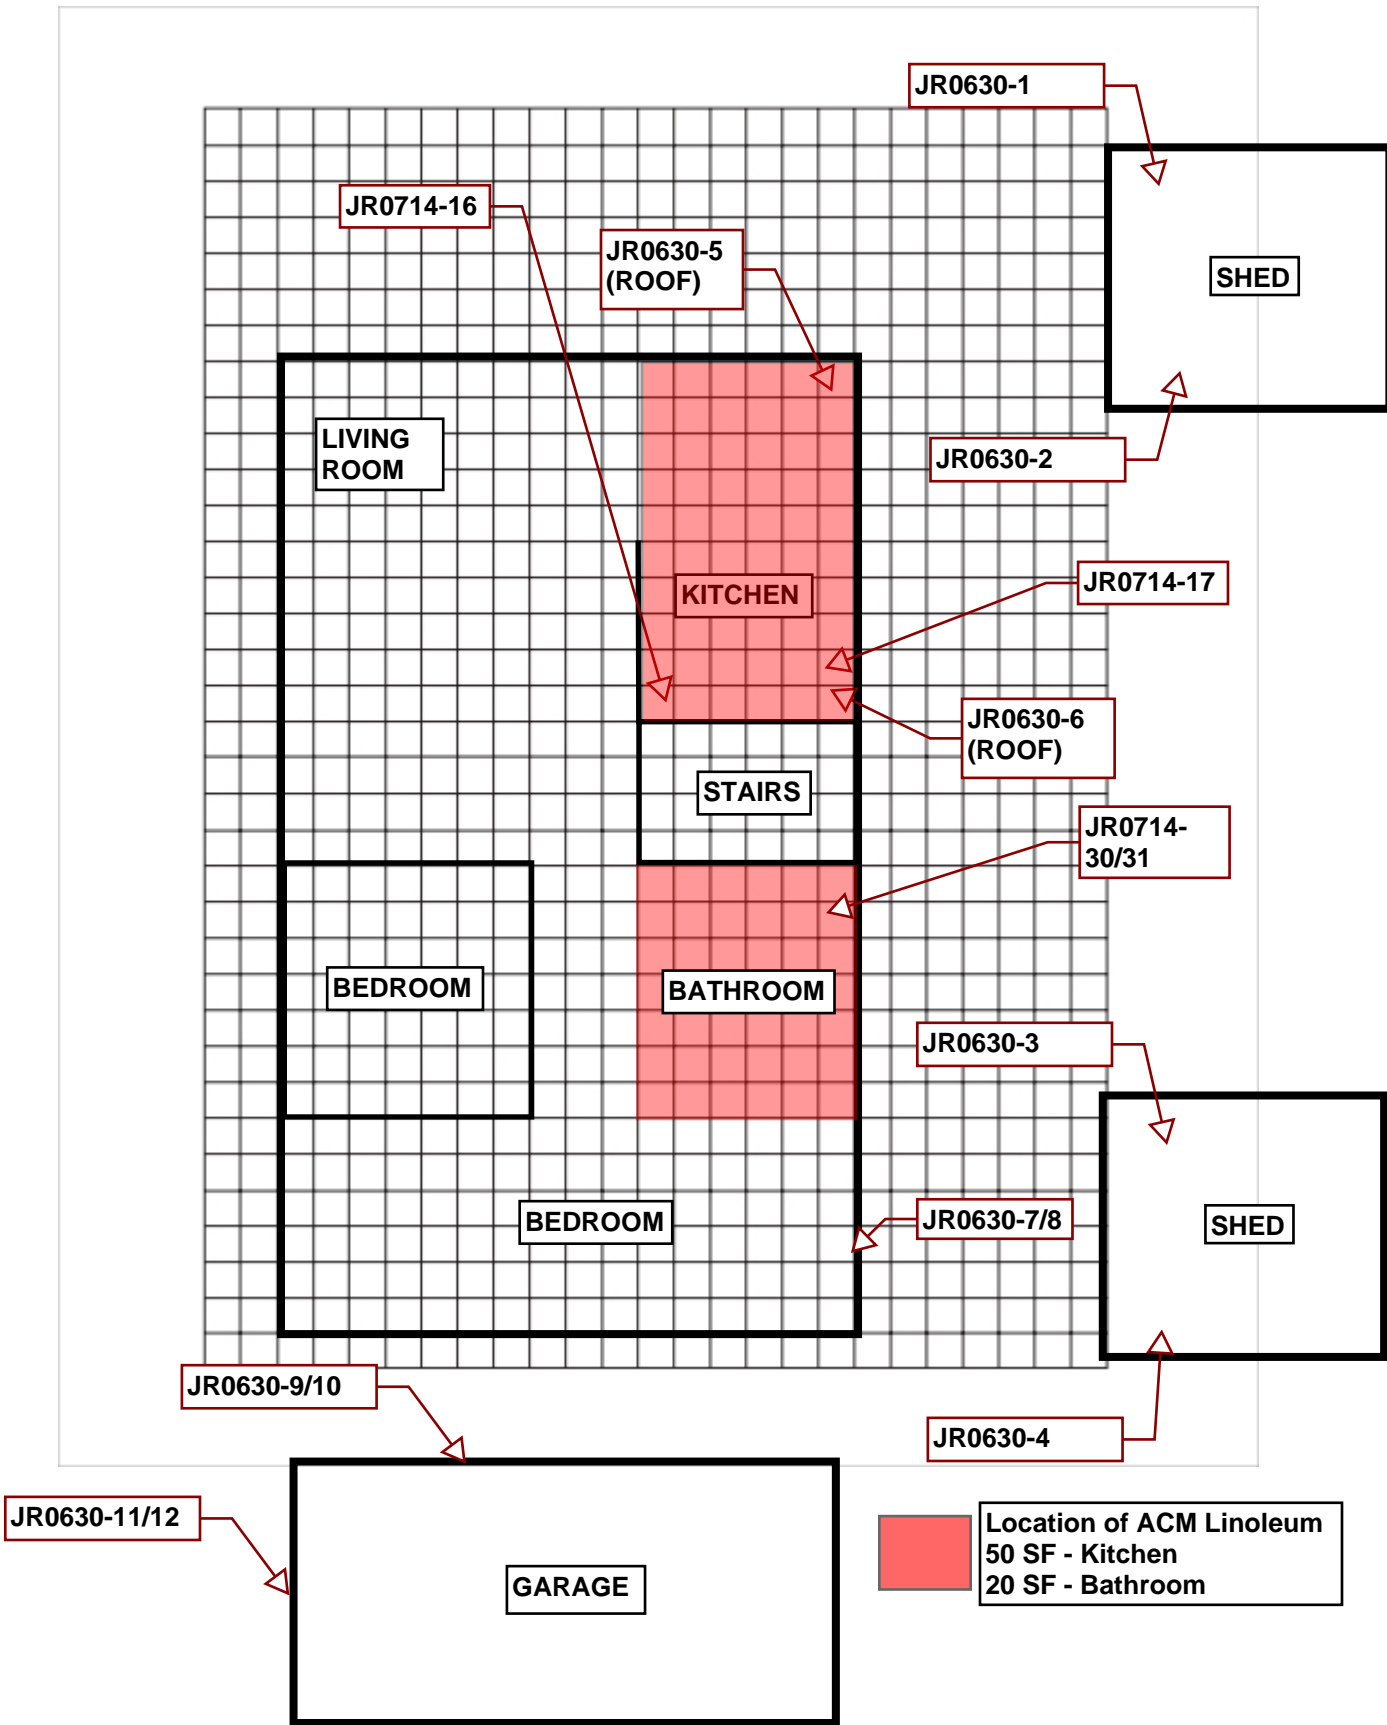 JR0630-1
JR0714-16
JR0630-5
(ROOF)
SHED
LIVING
ROOM
JR0630-2
KITCHEN
JR0714-17
JR0630-6
(ROOF)
STAIRS
JR0714-
30/31
BEDROOM
BATHROOM
JR0630-3
BEDROOM
JR0630-7/8
SHED
JR0630-9/10
JR0630-4
JR0630-11/12
GARAGE
Location of ACM Linoleum
50 SF - Kitchen
20 SF - Bathroom